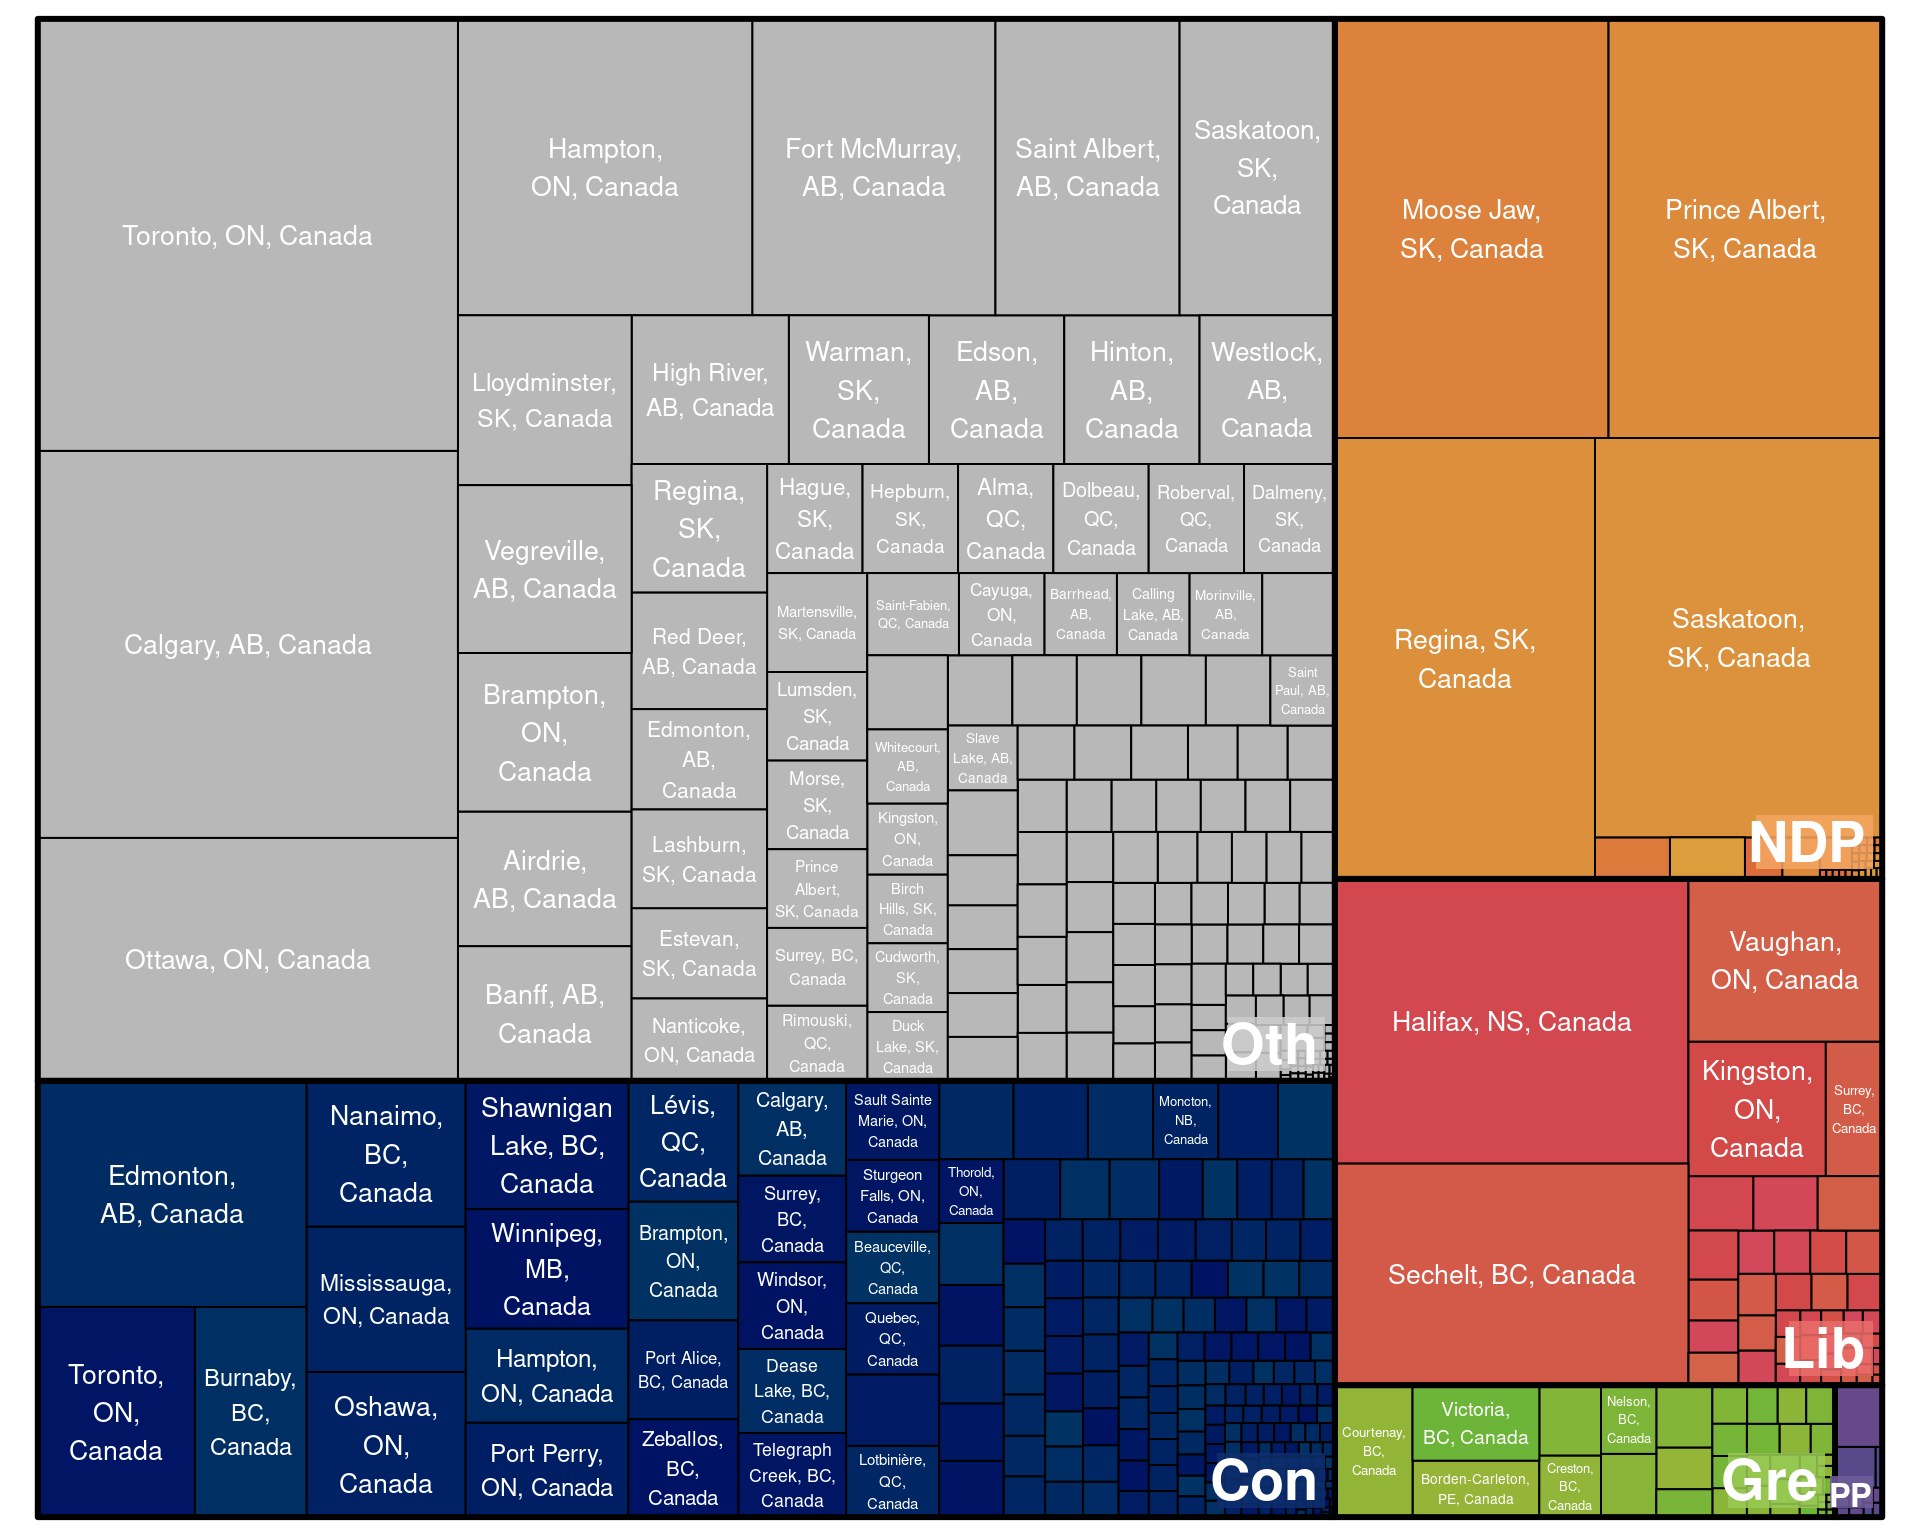 Toronto, ON, Canada
Calgary, AB, Canada
Ottawa, ON, Canada
Hampton,
ON, Canada
Fort McMurray,
AB, Canada
Saint Albert,
AB, Canada
Saskatoon,
SK,
Canada
Lloydminster,
SK, Canada
Vegreville,
AB, Canada
Brampton,
ON,
Canada
Airdrie,
AB, Canada
Banff, AB,
Canada
High River,
AB, Canada
Warman,
SK,
Canada
Edson,
AB,
Canada
Hinton,
AB,
Canada
Westlock,
AB,
Canada
Regina,
SK,
Canada
Red Deer,
AB, Canada
Edmonton,
AB,
Canada
Lashburn,
SK, Canada
Estevan,
SK, Canada
Nanticoke,
ON, Canada
Hague,
SK,
Canada
Hepburn,
SK,
Canada
Alma,
QC,
Canada
Dolbeau,
QC,
Canada
Roberval,
QC,
Canada
Dalmeny,
SK,
Canada
Martensville,
SK, Canada
Lumsden,
SK,
Canada
Morse,
SK,
Canada
Prince
Albert,
SK, Canada
Surrey, BC,
Canada
Rimouski,
QC,
Canada
Saint-Fabien,
QC, Canada
Cayuga,
ON,
Canada
Barrhead,
AB,
Canada
Calling
Lake, AB,
Canada
Morinville,
AB,
Canada
Saint
Paul, AB,
Canada
Whitecourt,
AB,
Canada
Kingston,
ON,
Canada
Birch
Hills, SK,
Canada
Cudworth,
SK,
Canada
Duck
Lake, SK,
Canada
Slave
Lake, AB,
Canada
Oth
Moose Jaw,
SK, Canada
Prince Albert,
SK, Canada
Regina, SK,
Canada
Saskatoon,
SK, Canada
NDP
Halifax, NS, Canada
Sechelt, BC, Canada
Vaughan,
ON, Canada
Kingston,
ON,
Canada
Surrey,
BC,
Canada
Lib
Edmonton,
AB, Canada
Toronto,
ON,
Canada
Burnaby,
BC,
Canada
Nanaimo,
BC,
Canada
Mississauga,
ON, Canada
Oshawa,
ON,
Canada
Shawnigan
Lake, BC,
Canada
Winnipeg,
MB,
Canada
Hampton,
ON, Canada
Port Perry,
ON, Canada
Lévis,
QC,
Canada
Brampton,
ON,
Canada
Port Alice,
BC, Canada
Zeballos,
BC,
Canada
Calgary,
AB,
Canada
Surrey,
BC,
Canada
Windsor,
ON,
Canada
Dease
Lake, BC,
Canada
Telegraph
Creek, BC,
Canada
Sault Sainte
Marie, ON,
Canada
Sturgeon
Falls, ON,
Canada
Beauceville,
QC,
Canada
Quebec,
QC,
Canada
Lotbinière,
QC,
Canada
Moncton,
NB,
Canada
Thorold,
ON,
Canada
Con
Courtenay,
BC,
Canada
Victoria,
BC, Canada
Borden-Carleton,
PE, Canada
Creston,
BC,
Canada
Nelson,
BC,
Canada
Gre
PP